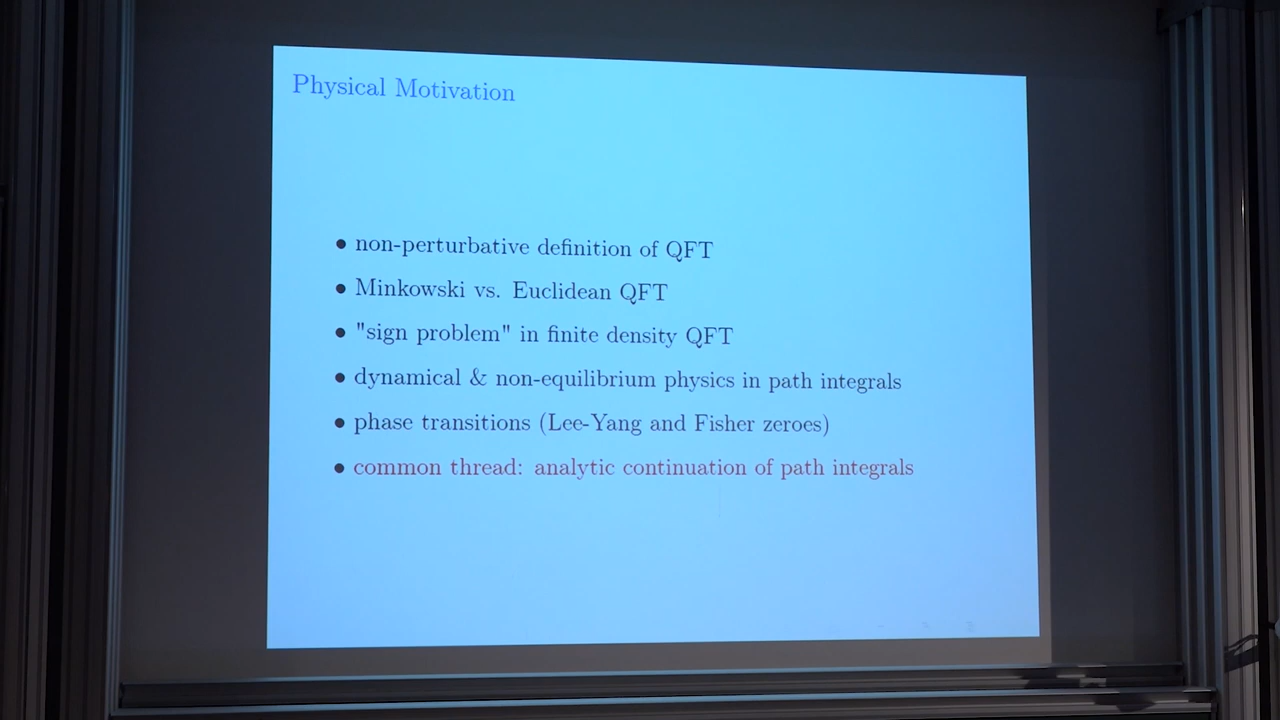 Physical Motivation
• non-perturbative definition of QFT
• Minkowski vs. Euclidean QFT
• "sign problem" in finite density QFT
• dynamical & non-equilibrium physics in path integrals
• phase transitions (Lee-Yang and Fisher zeroes)
• common thread: analytic continuation of path integrals